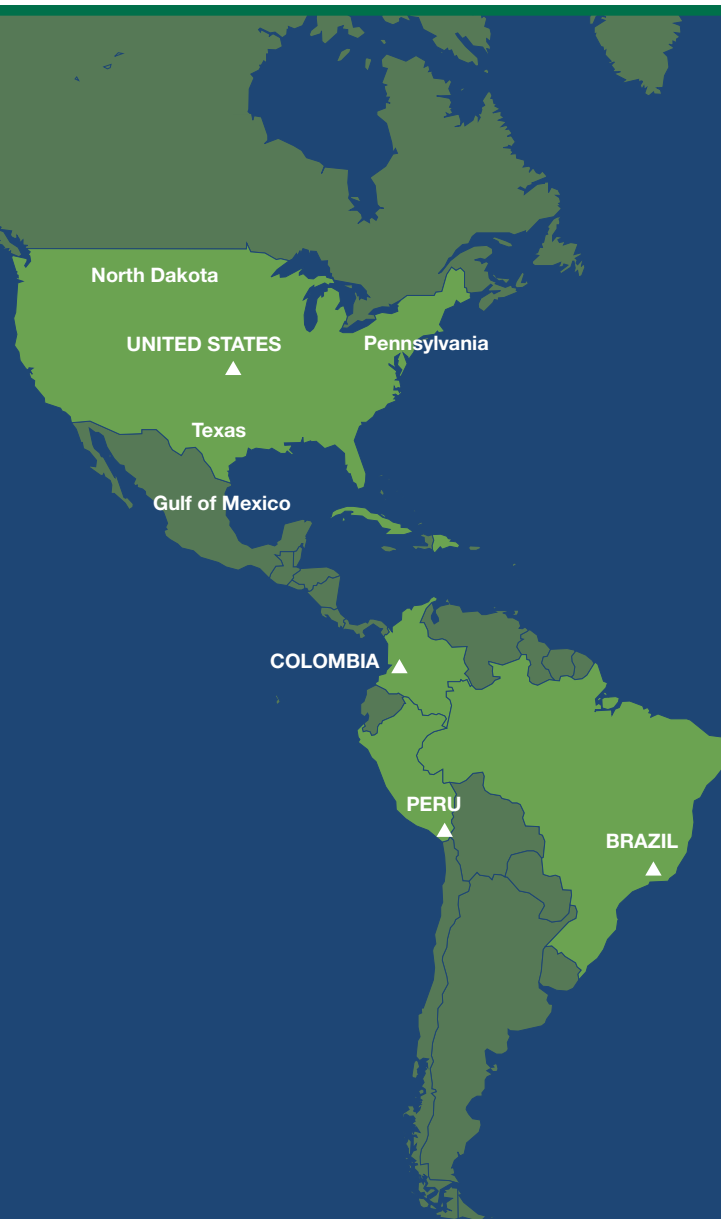 North Dakota
UNITED STATES
Pennsylvania
Texas
Gulf of Mexico
COLOMBIA
PERU
BRAZIL